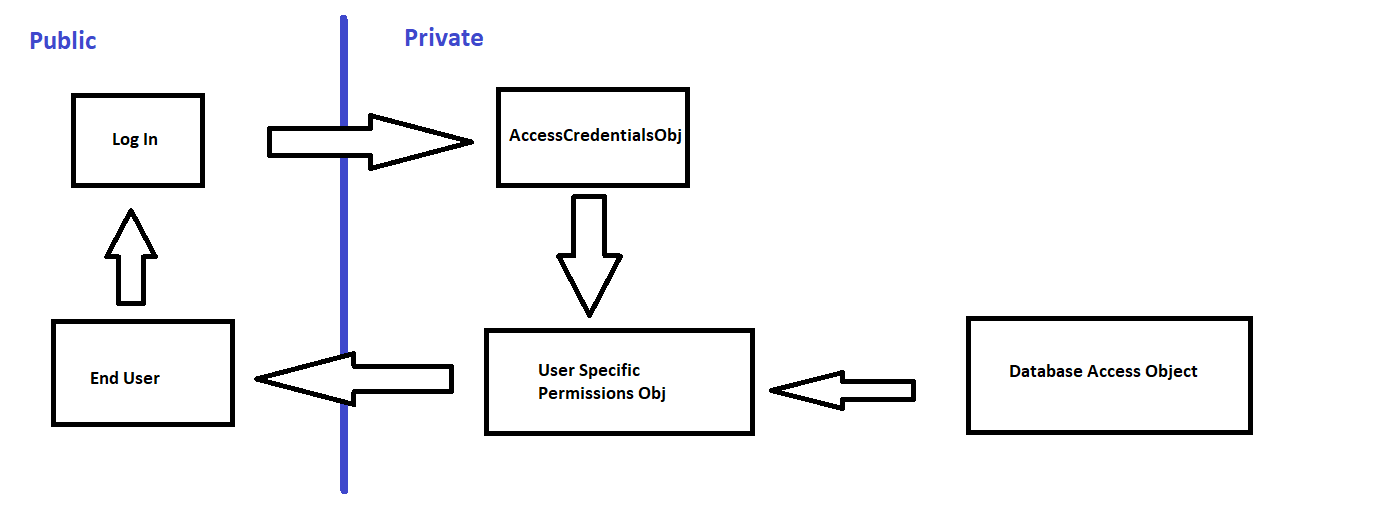 Public
Private
Log In
AccessCredentialsObj
End User
User Specific
Permissions Obj
Database Access Object